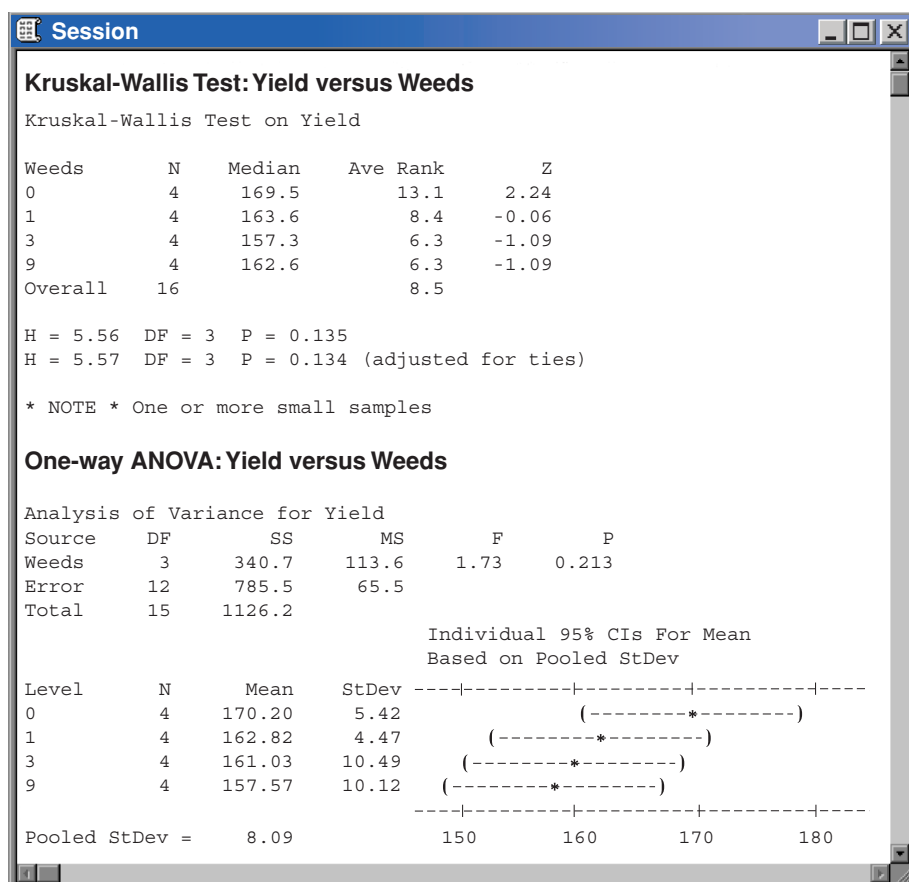 Session
Kruskal-Wallis Test: Yield versus Weeds
Kruskal-Wallis Test on Yield
Weeds N Median Ave Rank Z
0 4 169.5 13.1 2.24
1 4 163.6 8.4 -0.06
3 4 157.3 6.3 -1.09
9 4 162.6 6.3 -1.09
Overall 16 8.5
H = 5.56 DF = 3 P = 0.135
H = 5.57 DF = 3 P = 0.134 (adjusted for ties)
* NOTE * One or more small samples
One-way ANOVA: Yield versus Weeds
Analysis of Variance for Yield
Source DF SS MS F P
Weeds 3 340.7 113.6 1.73 0.213
Error 12 785.5 65.5
Total 15 1126.2
Individual 95% CIs For Mean
Based on Pooled StDev
Level N Mean StDev ----|---------+---------+---------+----
0 4 170.20 5.42 (--------*--------)
1 4 162.82 4.47 (--------*--------)
3 4 161.03 10.49 (--------*--------)
9 4 157.57 10.12 (--------*--------)
----|---------+---------+---------+----
Pooled StDev = 8.09 150 160 170 180